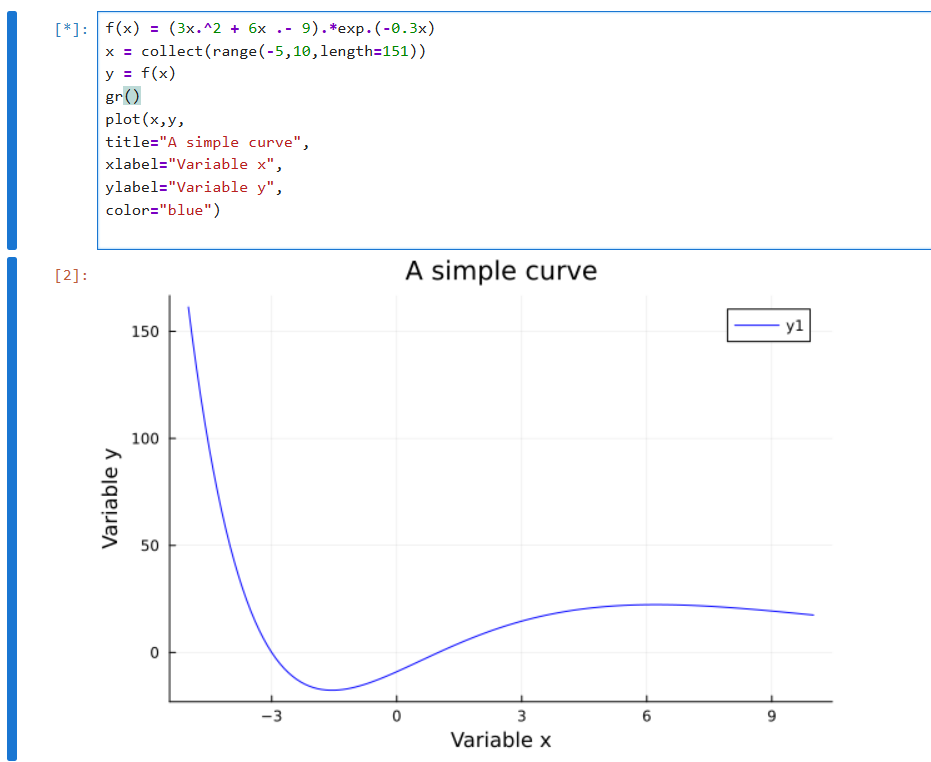 [*]:
f(x) = (3x.^2 + 6x .- 9).*exp.(-0.3x)
x = collect(range(-5,10,length=151))
y = f(x)
gr()
plot(x,y,
title="A simple curve",
xlabel="Variable x",
ylabel="Variable y",
color="blue")
[2]:
A simple curve
y1
150
100
50
0
Variable y
−3 0 3 6 9
Variable x